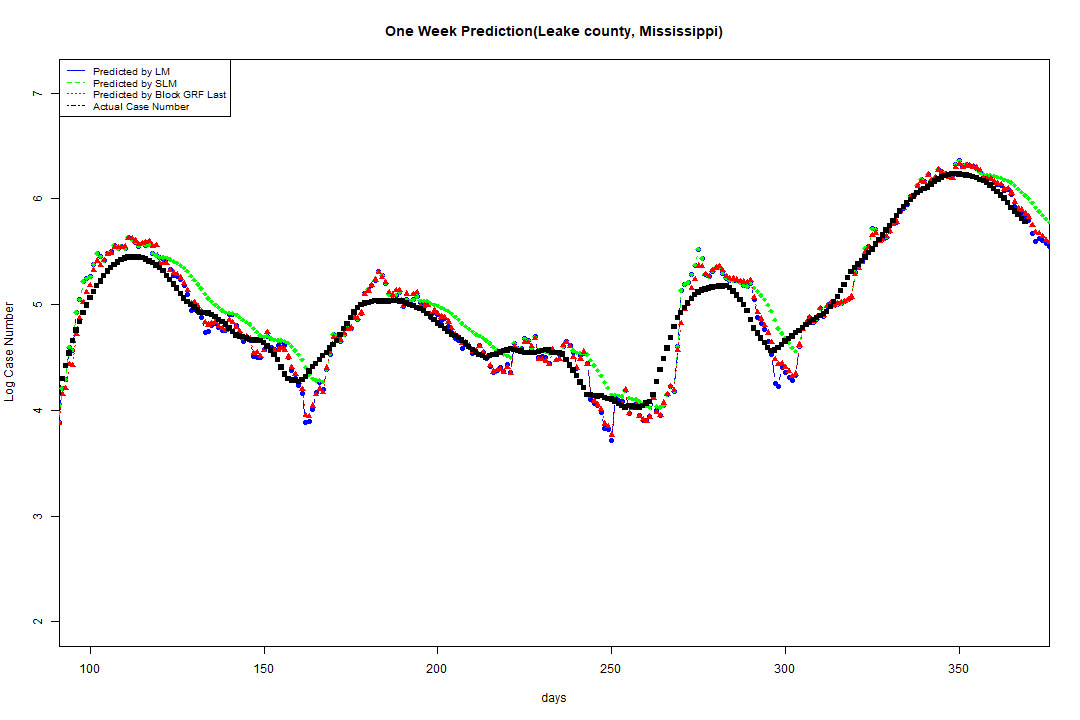 One Week Prediction(Leake county, Mississippi)
Predicted by LM
Predicted by SLM
Predicted by Block GRF Last
Actual Case Number
Log Case Number
7
6
5
4
3
2
100 150 200 250 300 350
days